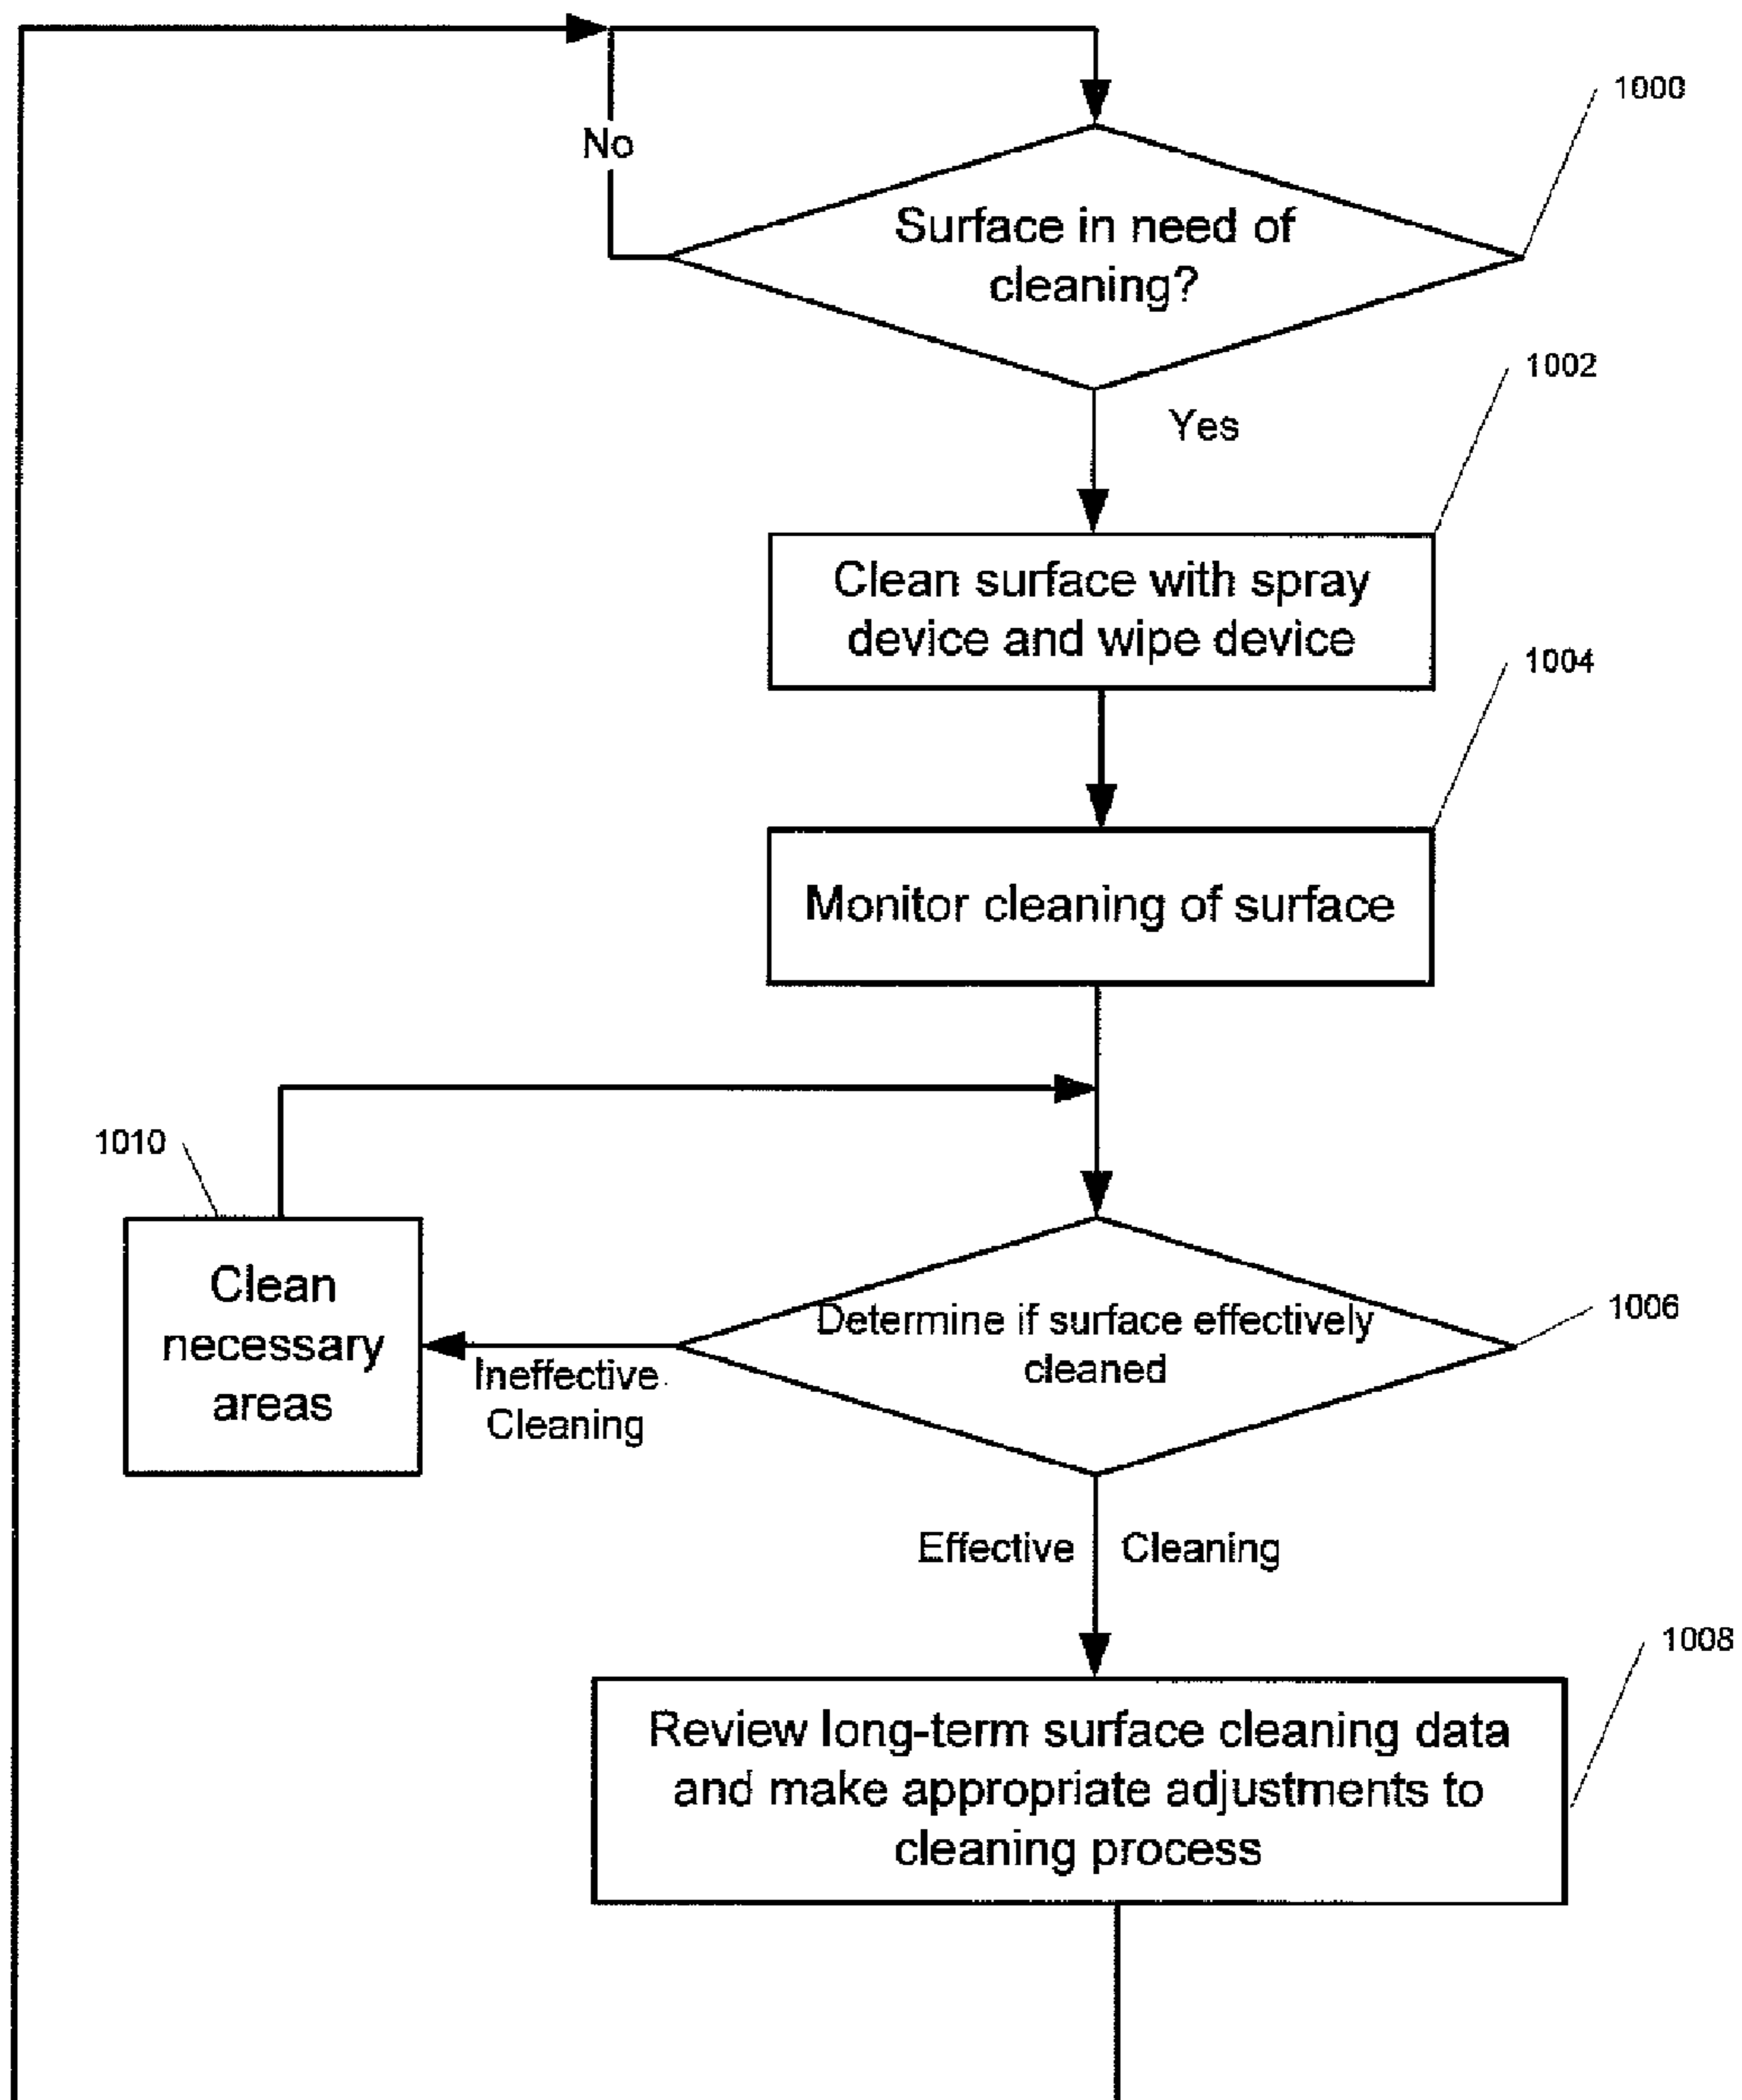 1000
No
Surface in need of
cleaning?
1002
Yes
Clean surface with spray
device and wipe device
1004
Monitor cleaning of surface
1010
Clean
necessary
areas
Determine if surface effectively
cleaned
1006
Ineffective
Cleaning
Effective Cleaning
1008
Review long-term surface cleaning data
and make appropriate adjustments to
cleaning process